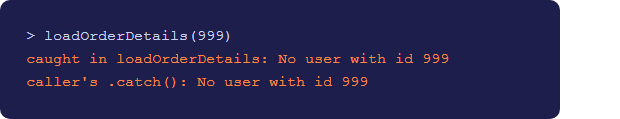 > loadOrderDetails(999)
caught in loadOrderDetails: No user with id 999
caller's .catch(): No user with id 999